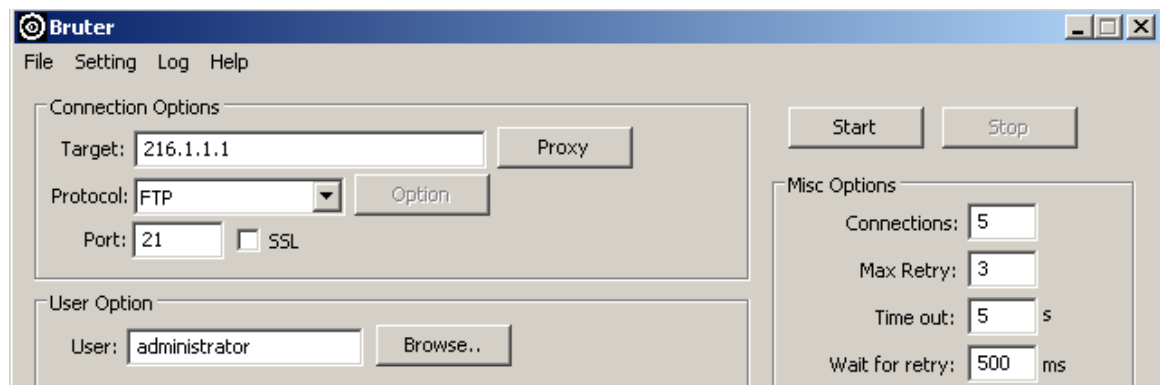 Bruter
File Setting Log Help
Connection Options
Target: 216.1.1.1 Proxy
Protocol: FTP Option
Port: 21 SSL
User Option
User: administrator Browse..
Start Stop
Misc Options
Connections: 5
Max Retry: 3
Time out: 5 s
Wait for retry: 500 ms